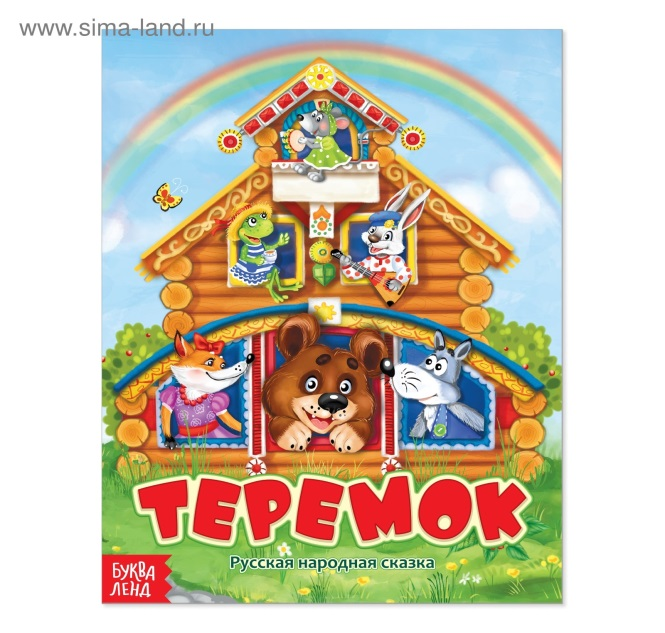 www.sima-land.ru
ТЕРЕМОК
Русская народная сказка
БУКВА
ЛЕНД